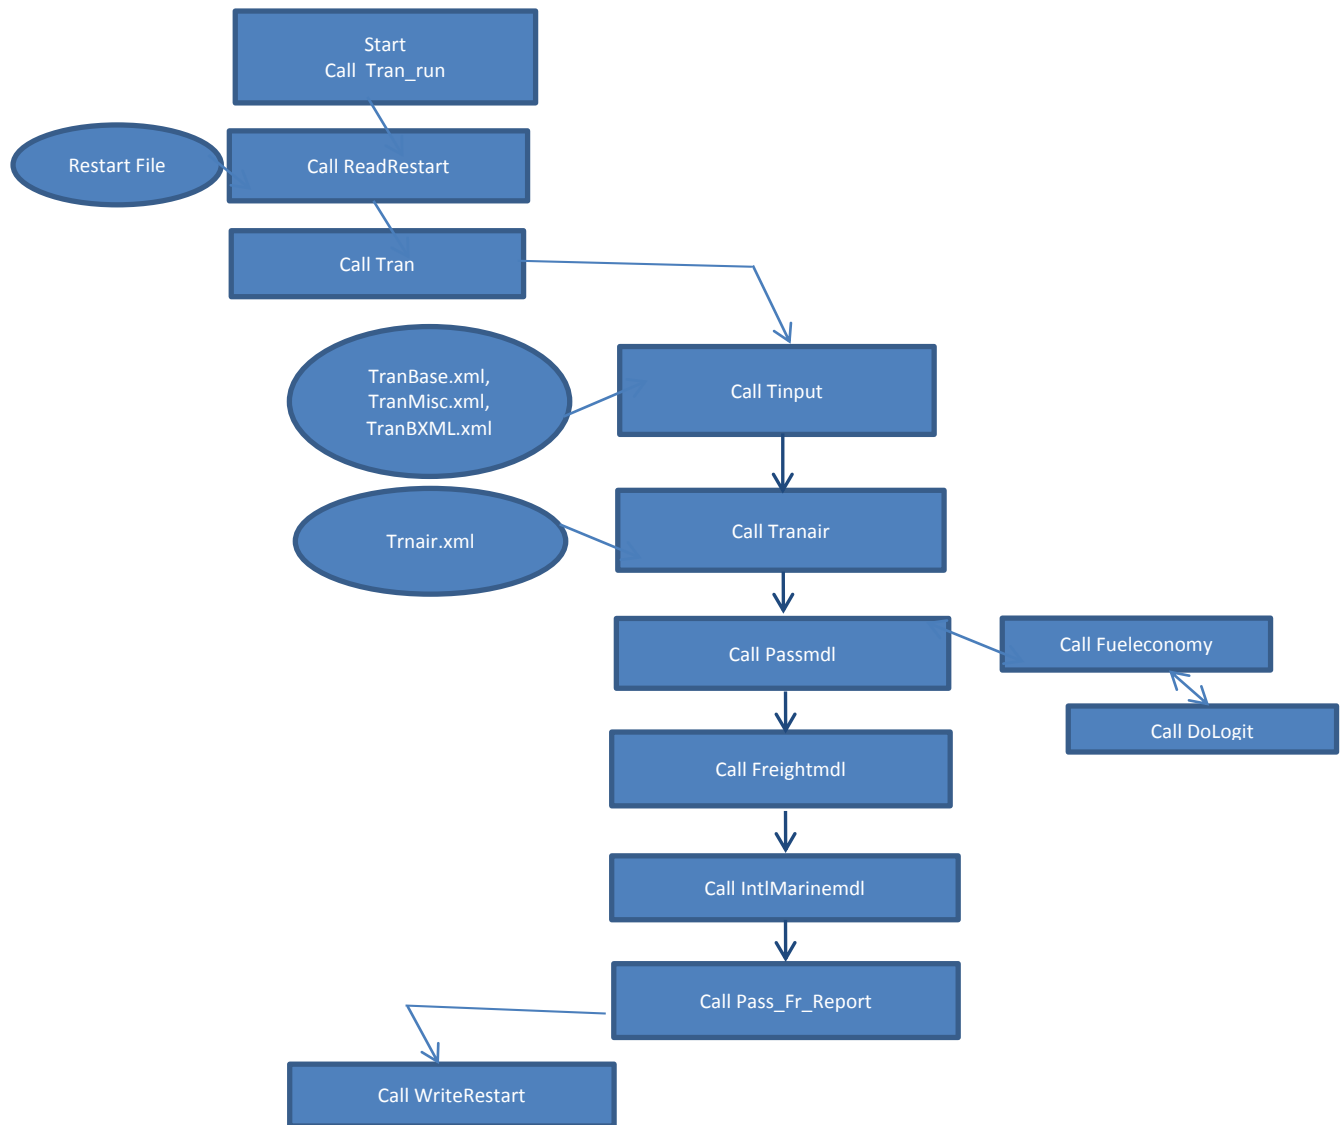 Start
Call Tran_run
Restart File
Call ReadRestart
Call Tran
TranBase.xml,
TranMisc.xml,
TranBXML.xml
Call Tinput
Trnair.xml
Call Tranair
Call Passmdl
Call Fueleconomy
Call DoLogit
Call Freightmdl
Call IntlMarinemdl
Call Pass_Fr_Report
Call WriteRestart